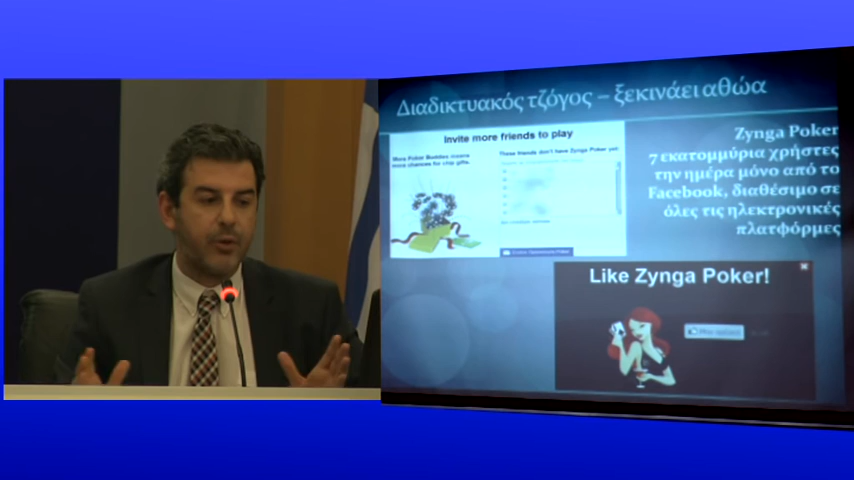 Διαδικτυακός τζόγος – ξεκινάει αθώα
Invite more friends to play
More Poker Buddies means
more chances for chip gifts.
These friends don't have Zynga Poker yet
Zynga Poker
7 εκατομμύρια χρήστες
την ημέρα μόνο από το
Facebook, διαθέσιμο σε
όλες τις ηλεκτρονικές
πλατφόρμες
Like Zynga Poker!